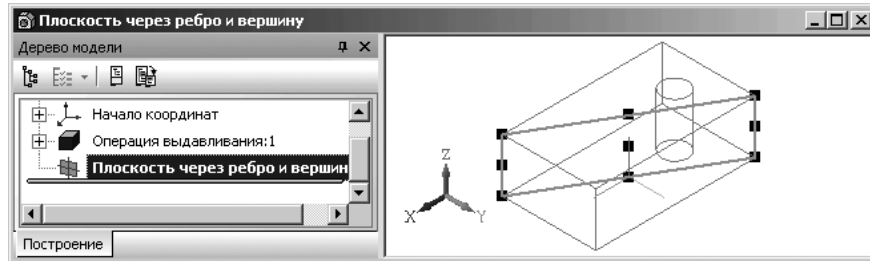 Плоскость через ребро и вершину
Дерево модели
Начало координат
Операция выдавливания:1
Плоскость через ребро и вершин
Построение
Z
X
Y